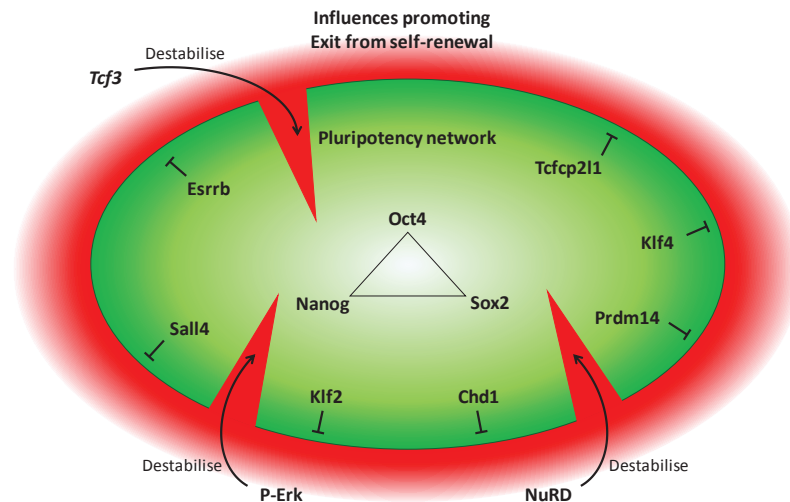 Influences promoting
Exit from self-renewal
Destabilise
Tcf3
Pluripotency network
Tcfcp2l1
Esrrb
Oct4
Klf4
Nanog
Sox2
Prdm14
Sall4
Klf2
Chd1
Destabilise
Destabilise
P-Erk
NuRD